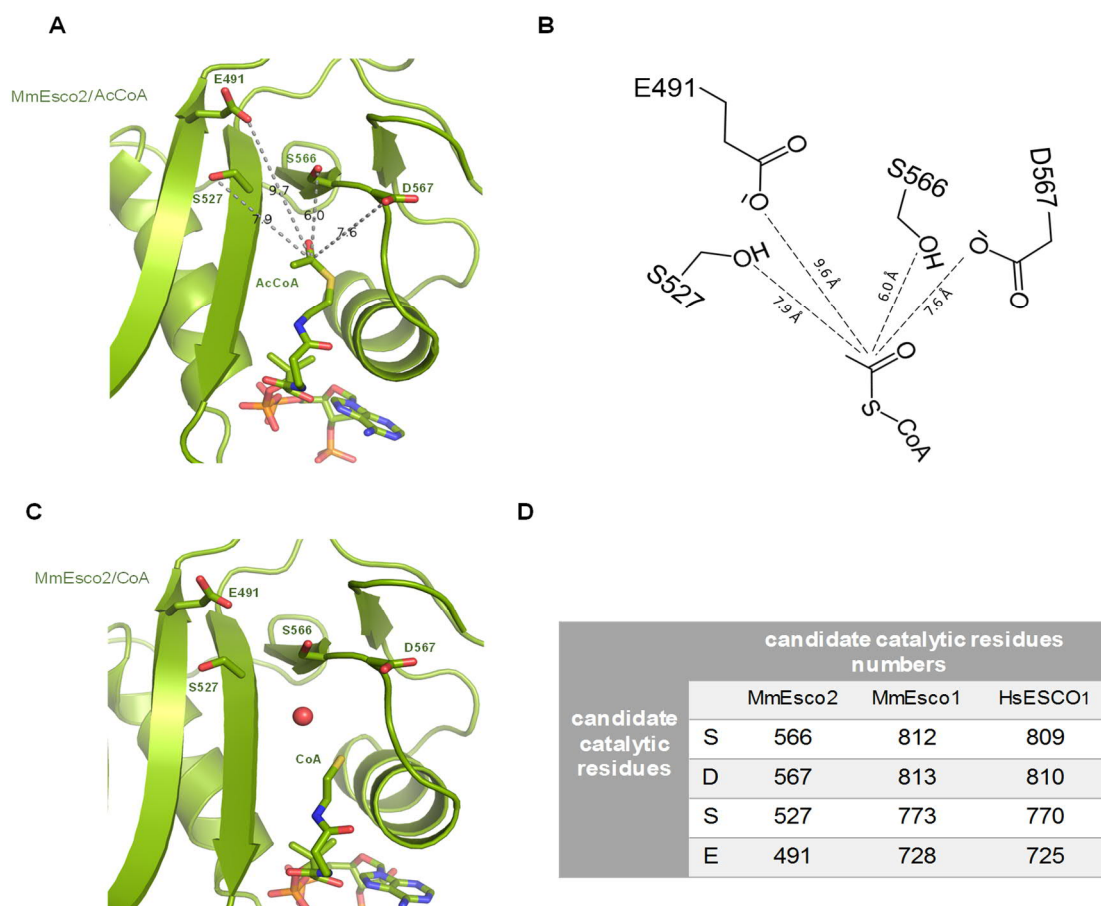 A
MmEsco2/AcCoA
E491
S566
S527
D567
9.7
6.0
7.9
7.6
AcCoA
B
E491
O
O
S566
D567
S527
OH
OH
O
O
9.6 Å
6.0 Å
7.6 Å
7.9 Å
O
S
CoA
C
MmEsco2/CoA
E491
S566
D567
S527
CoA
D
candidate catalytic residues
numbers
candidate
catalytic
residues
MmEsco2 MmEsco1 HsESCO1
S 566 812 809
D 567 813 810
S 527 773 770
E 491 728 725